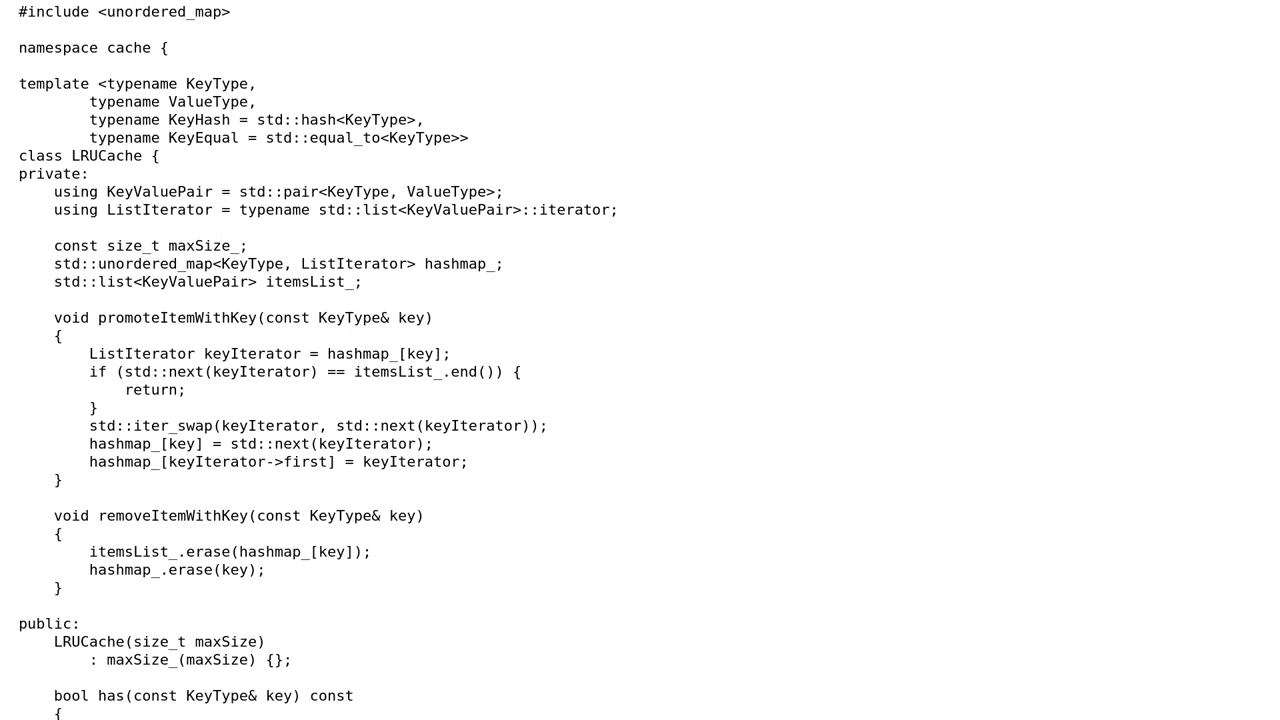 #include <unordered_map>

namespace cache {

template <typename KeyType,
        typename ValueType,
        typename KeyHash = std::hash<KeyType>,
        typename KeyEqual = std::equal_to<KeyType>>
class LRUCache {
private:
    using KeyValuePair = std::pair<KeyType, ValueType>;
    using ListIterator = typename std::list<KeyValuePair>::iterator;

    const size_t maxSize_;
    std::unordered_map<KeyType, ListIterator> hashmap_;
    std::list<KeyValuePair> itemsList_;

    void promoteItemWithKey(const KeyType& key)
    {
        ListIterator keyIterator = hashmap_[key];
        if (std::next(keyIterator) == itemsList_.end()) {
            return;
        }
        std::iter_swap(keyIterator, std::next(keyIterator));
        hashmap_[key] = std::next(keyIterator);
        hashmap_[keyIterator->first] = keyIterator;
    }

    void removeItemWithKey(const KeyType& key)
    {
        itemsList_.erase(hashmap_[key]);
        hashmap_.erase(key);
    }

public:
    LRUCache(size_t maxSize)
        : maxSize_(maxSize) {};

    bool has(const KeyType& key) const
    {